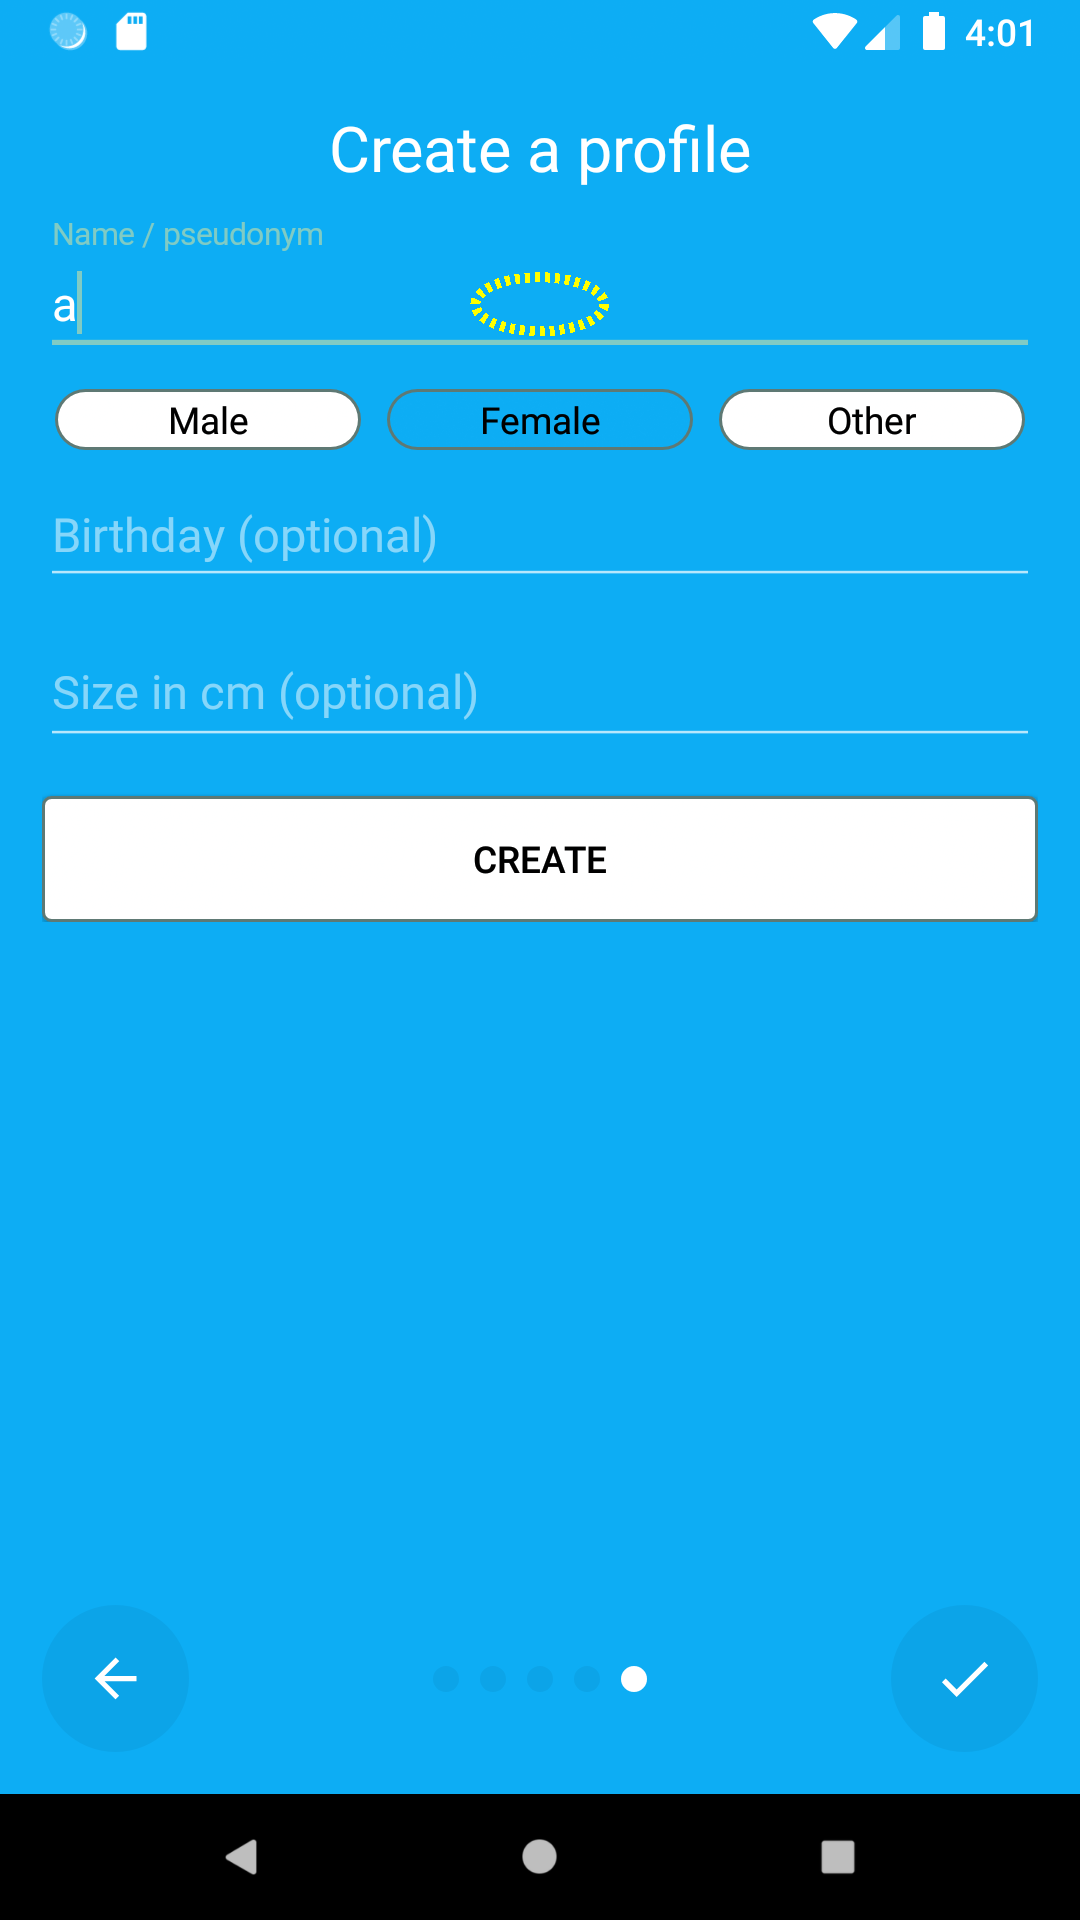 4:01
Create a profile
Name / pseudonym
a
Male Female Other
Birthday (optional)
Size in cm (optional)
CREATE